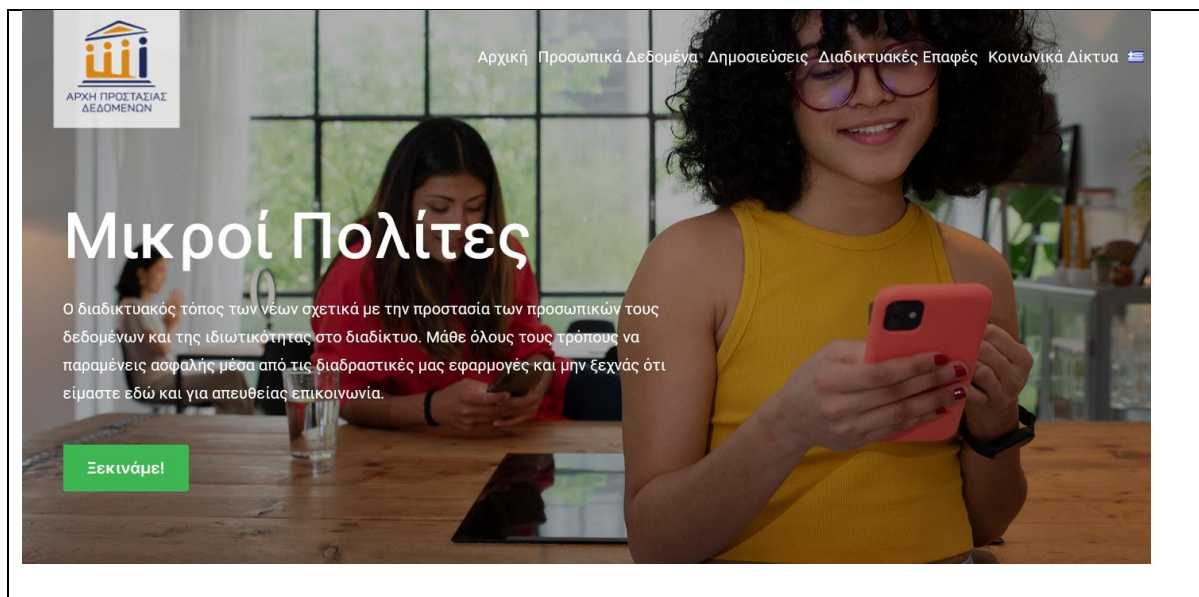 ΑΡΧΗ ΠΡΟΣΤΑΣΙΑΣ
ΔΕΔΟΜΕΝΩΝ
Αρχική Προσωπικά Δεδομένα Δημοσιεύσεις Διαδικτυακές Επαφές Κοινωνικά Δίκτυα
Μικροί Πολίτες
Ο διαδικτυακός τόπος των νέων σχετικά με την προστασία των προσωπικών τους
δεδομένων και της ιδιωτικότητας στο διαδίκτυο. Μάθε όλους τους τρόπους να
παραμένεις ασφαλής μέσα από τις διαδραστικές μας εφαρμογές και μην ξεχνάς ότι
είμαστε εδώ και για απευθείας επικοινωνία.
Ξεκινάμε!